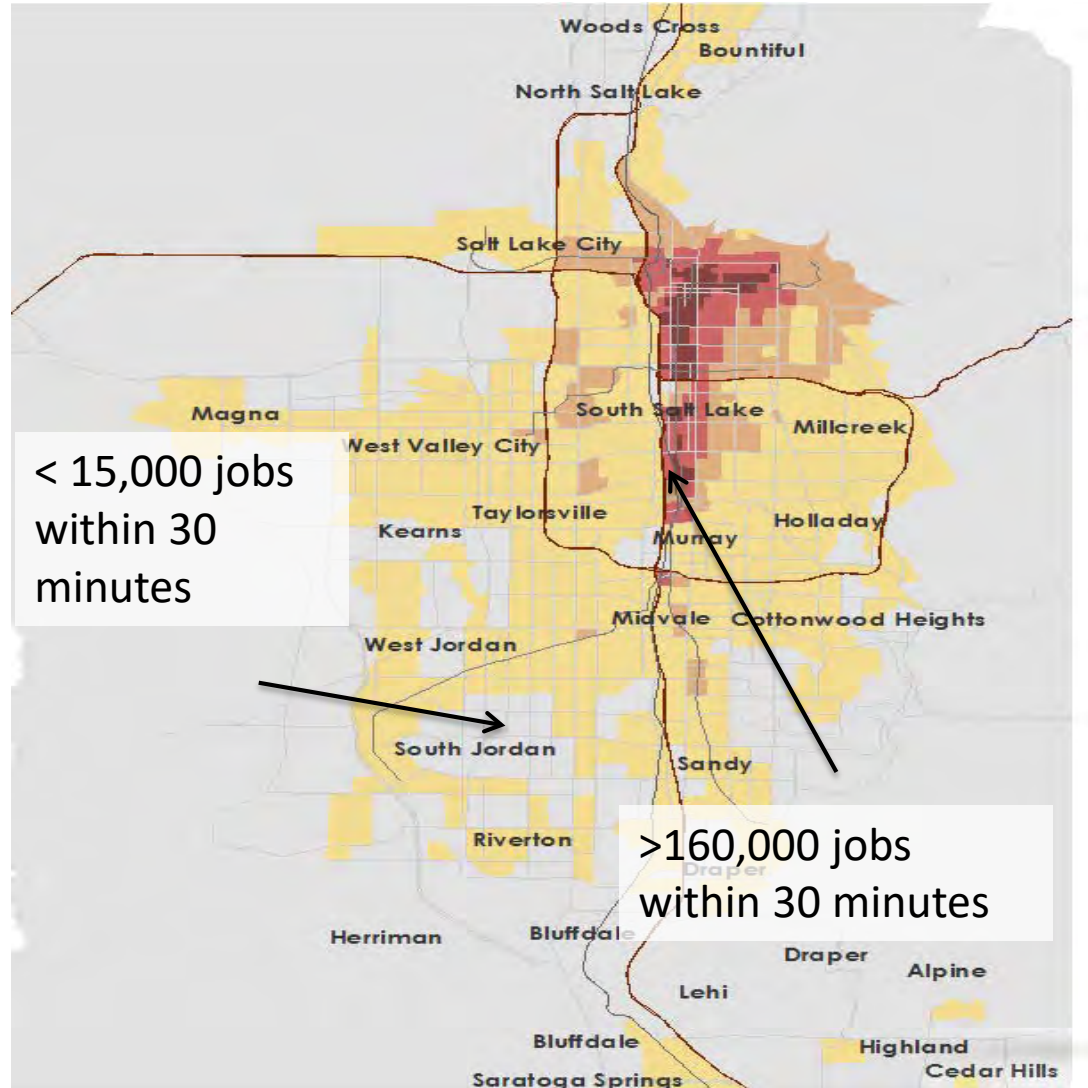 Woods Cross
Bountiful
North Salt Lake
Salt Lake City
South Salt Lake
Magna
Millcreek
West Valley City
< 15,000 jobs
within 30
minutes
Taylorsville
Holladay
Kearns
Murray
Midvale
Cottonwood Heights
West Jordan
South Jordan
Sandy
Riverton
>160,000 jobs
within 30 minutes
Draper
Herriman
Bluffdale
Draper
Alpine
Lehi
Bluffdale
Highland
Cedar Hills
Saratoga Springs